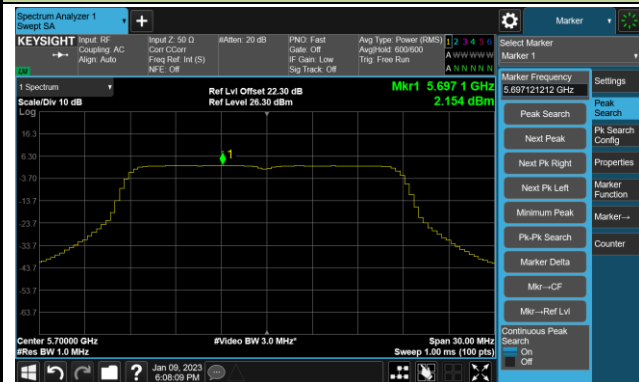 Spectrum Analyzer 1
Swept SA
KEYSIGHT
LXI
Input: RF
Coupling: AC
Align: Auto
Input Z: 50 Ω
Corr CCorr
Freq Ref: Int (S)
NFE: Off
#Atten: 20 dB
PNO: Fast
Gate: Off
IF Gain: Low
Sig Track: Off
Avg Type: Power (RMS)
Avg|Hold: 600/600
Trig: Free Run
1 2 3 4 5 6
A W W W W W
A N N N N N
1 Spectrum
Scale/Div 10 dB
Log
Ref Lvl Offset 22.30 dB
Ref Level 26.30 dBm
Mkr1 5.697 1 GHz
2.154 dBm
16.3
6.30
-3.70
-13.7
-23.7
-33.7
-43.7
-53.7
-63.7
1
Center 5.70000 GHz
#Res BW 1.0 MHz
#Video BW 3.0 MHz*
Span 30.00 MHz
Sweep 1.00 ms (100 pts)
?
Jan 09, 2023
6:08:09 PM
Marker
Select Marker
Marker 1
Marker Frequency
5.697121212 GHz
Peak Search
Next Peak
Next Pk Right
Next Pk Left
Minimum Peak
Pk-Pk Search
Marker Delta
Mkr→CF
Mkr→Ref Lvl
Continuous Peak
Search
On
Off
Settings
Peak
Search
Pk Search
Config
Properties
Marker
Function
Marker→
Counter